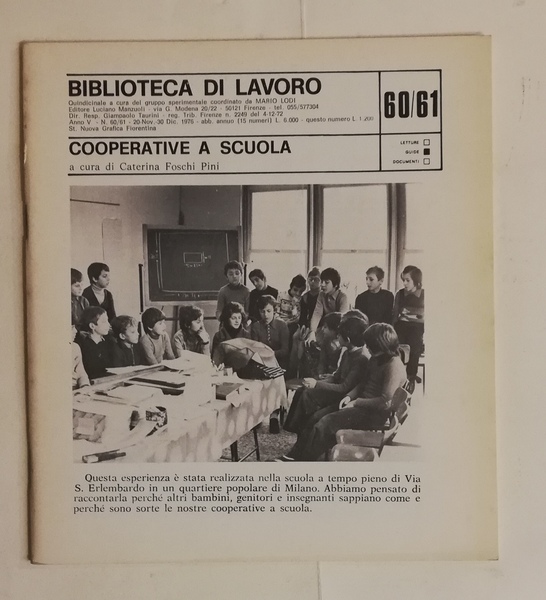 BIBLIOTECA DI LAVORO
Quindicinale a cura del gruppo sperimentale coordinato da MARIO LODI
Editore Luciano Manzuoli - via G. Modena 20/22 - 50121 Firenze - tel. 055/577304
Dir. Resp. Giampaolo Taurini - reg. Trib. Firenze n. 2249 del 4-12-72
Anno V - N. 60/61 - 20-Nov.-30 Dic. 1976 - abb. annuo (15 numeri) L. 6.000 - questo numero L.
St. Nuova Grafica Fiorentina
60/61
COOPERATIVE A SCUOLA
a cura di Caterina Foschi Pini
LETTURE
GUIDE
DOCUMENTI
Questa esperienza è stata realizzata nella scuola a tempo pieno di Via
S. Erlembardo in un quartiere popolare di Milano. Abbiamo pensato di
raccontarla perché altri bambini, genitori e insegnanti sappiano come e
perché sono sorte le nostre cooperative a scuola.